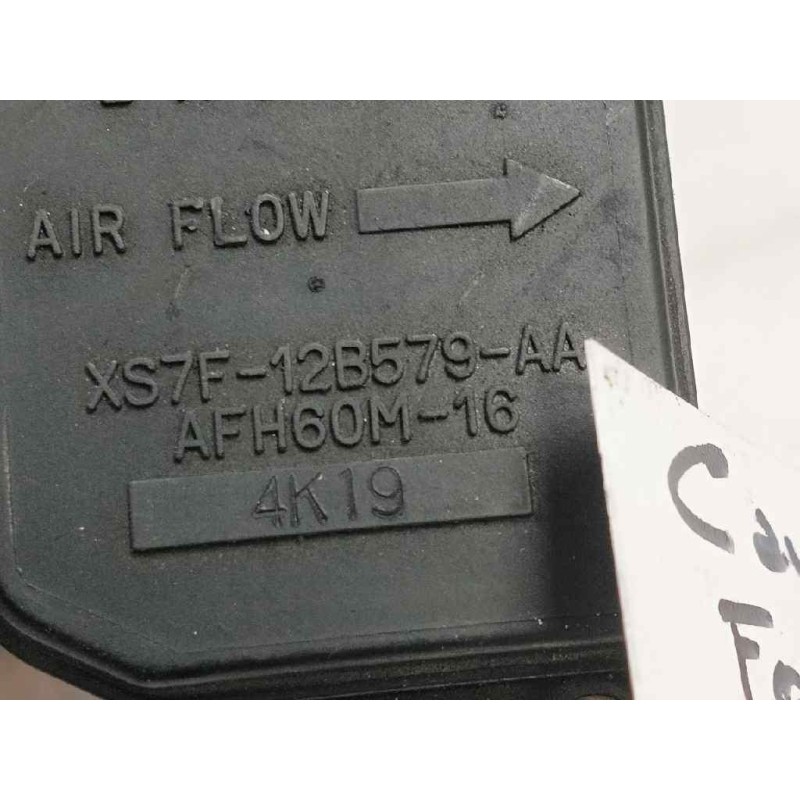 AIR FLOW
XS7F-12B579-AA
AFH60M-16
4K19